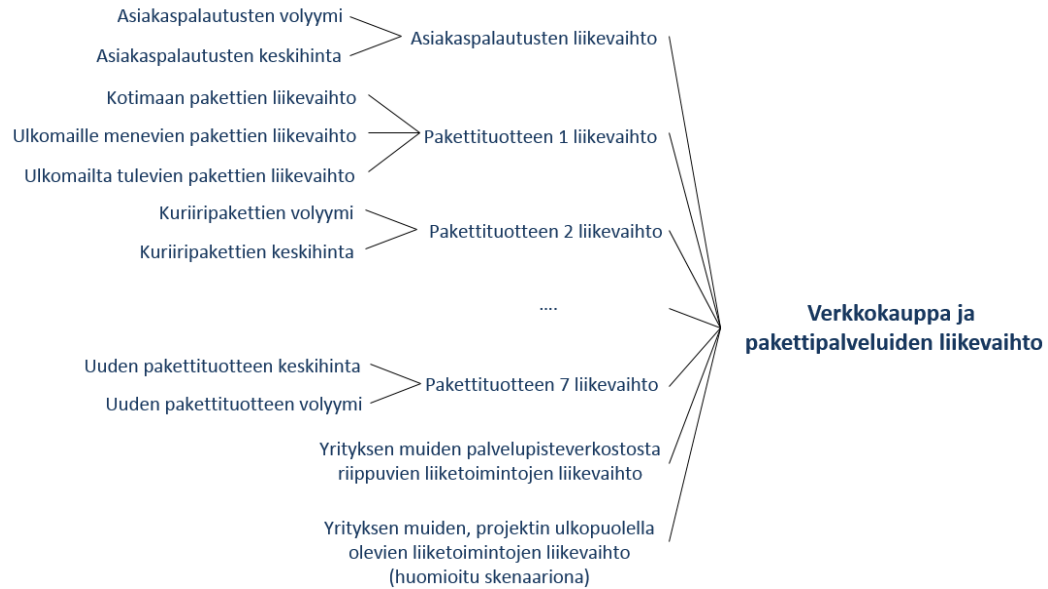 Asiakaspalautusten volyymi
Asiakaspalautusten keskihinta
Asiakaspalautusten liikevaihto
Kotimaan pakettien liikevaihto
Ulkomaille menevien pakettien liikevaihto
Ulkomailta tulevien pakettien liikevaihto
Pakettituotteen 1 liikevaihto
Kuriiripakettien volyymi
Kuriiripakettien keskihinta
Pakettituotteen 2 liikevaihto
....
Uuden pakettituotteen keskihinta
Uuden pakettituotteen volyymi
Pakettituotteen 7 liikevaihto
Yrityksen muiden palvelupisteverkostosta
riippuvien liiketoimintojen liikevaihto
Yrityksen muiden, projektin ulkopuolella
olevien liiketoimintojen liikevaihto
(huomioitu skenaariona)
Verkkokauppa ja
pakettipalveluiden liikevaihto